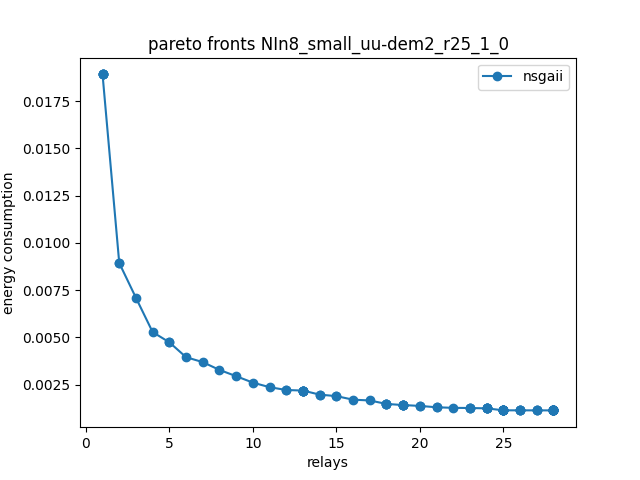 pareto fronts NIn8_small_uu-dem2_r25_1_0
nsgaii
energy consumption
0.0175
0.0150
0.0125
0.0100
0.0075
0.0050
0.0025
0 5 10 15 20 25
relays